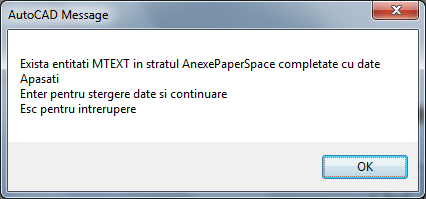 AutoCAD Message
Exista entitati MTEXT in stratul AnexePaperSpace completate cu date
Apasati
Enter pentru stergere date si continuare
Esc pentru intrerupere
OK